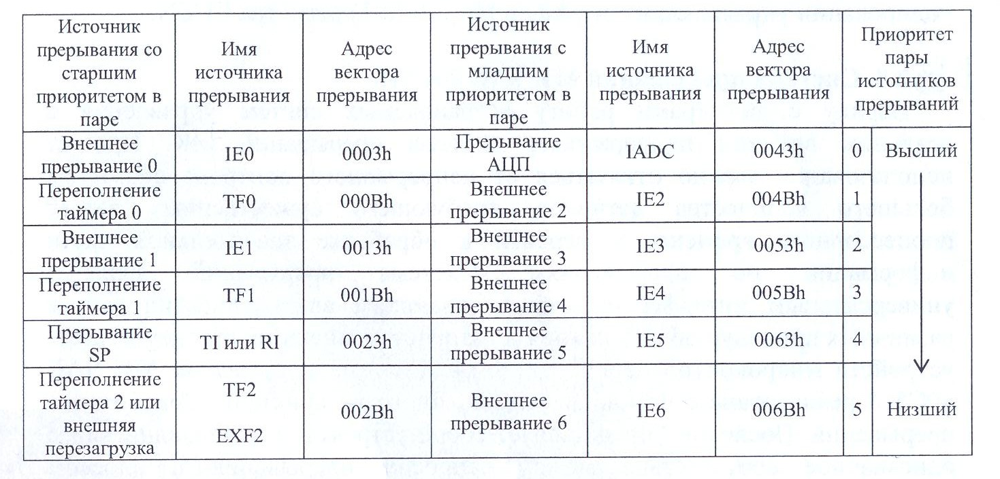 Источник
прерывания со
старшим
приоритетом в
паре
Имя
источника
прерывания
Адрес
вектора
прерывания
Источник
прерывания с
младшим
приоритетом в
паре
Имя
источника
прерывания
Адрес
вектора
прерывания
Приоритет
пары
источников
прерываний
Внешнее
прерывание 0
IE0
0003h
Прерывание
АЦП
IADC
0043h
0
Высший
Переполнение
таймера 0
TF0
000Bh
Внешнее
прерывание 2
IE2
004Bh
1
Внешнее
прерывание 1
IE1
0013h
Внешнее
прерывание 3
IE3
0053h
2
Переполнение
таймера 1
TF1
001Bh
Внешнее
прерывание 4
IE4
005Bh
3
Прерывание
SP
TI или RI
0023h
Внешнее
прерывание 5
IE5
0063h
4
Переполнение
таймера 2 или
внешняя
перезагрузка
TF2
EXF2
002Bh
Внешнее
прерывание 6
IE6
006Bh
5
Низший